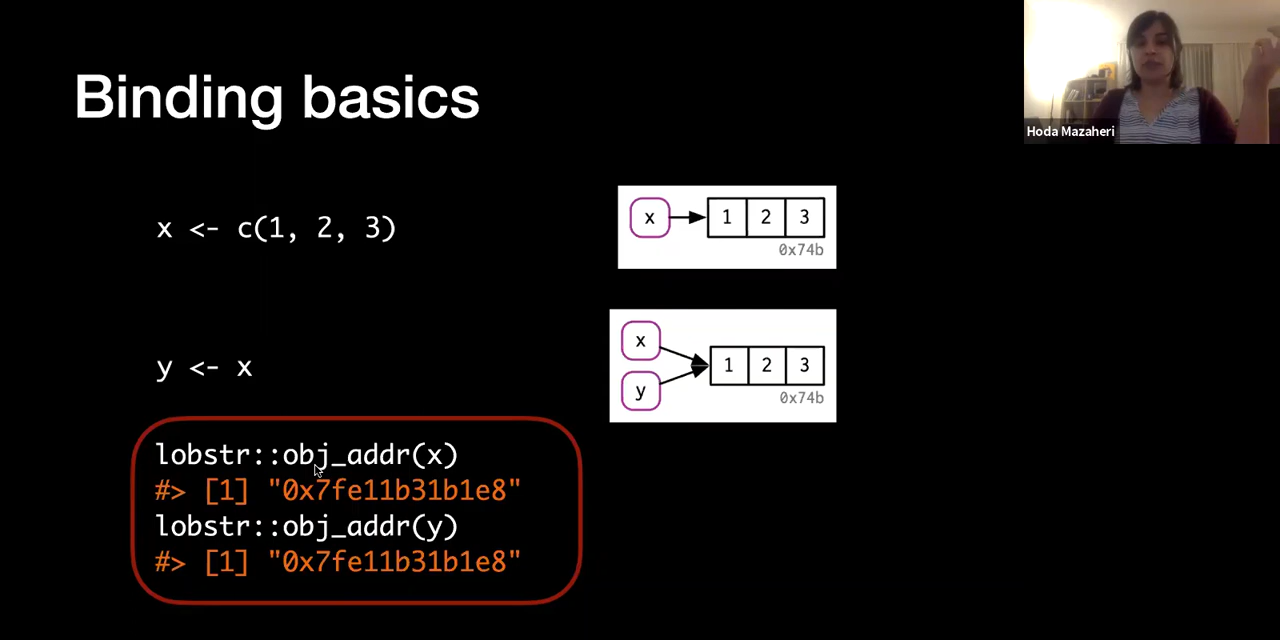 Binding basics
Hoda Mazaheri
x <- c(1, 2, 3)
x 1 2 3
0x74b
y <- x
x
y
1 2 3
0x74b
lobstr::obj_addr(x)
#> [1] "0x7fe11b31b1e8"
lobstr::obj_addr(y)
#> [1] "0x7fe11b31b1e8"